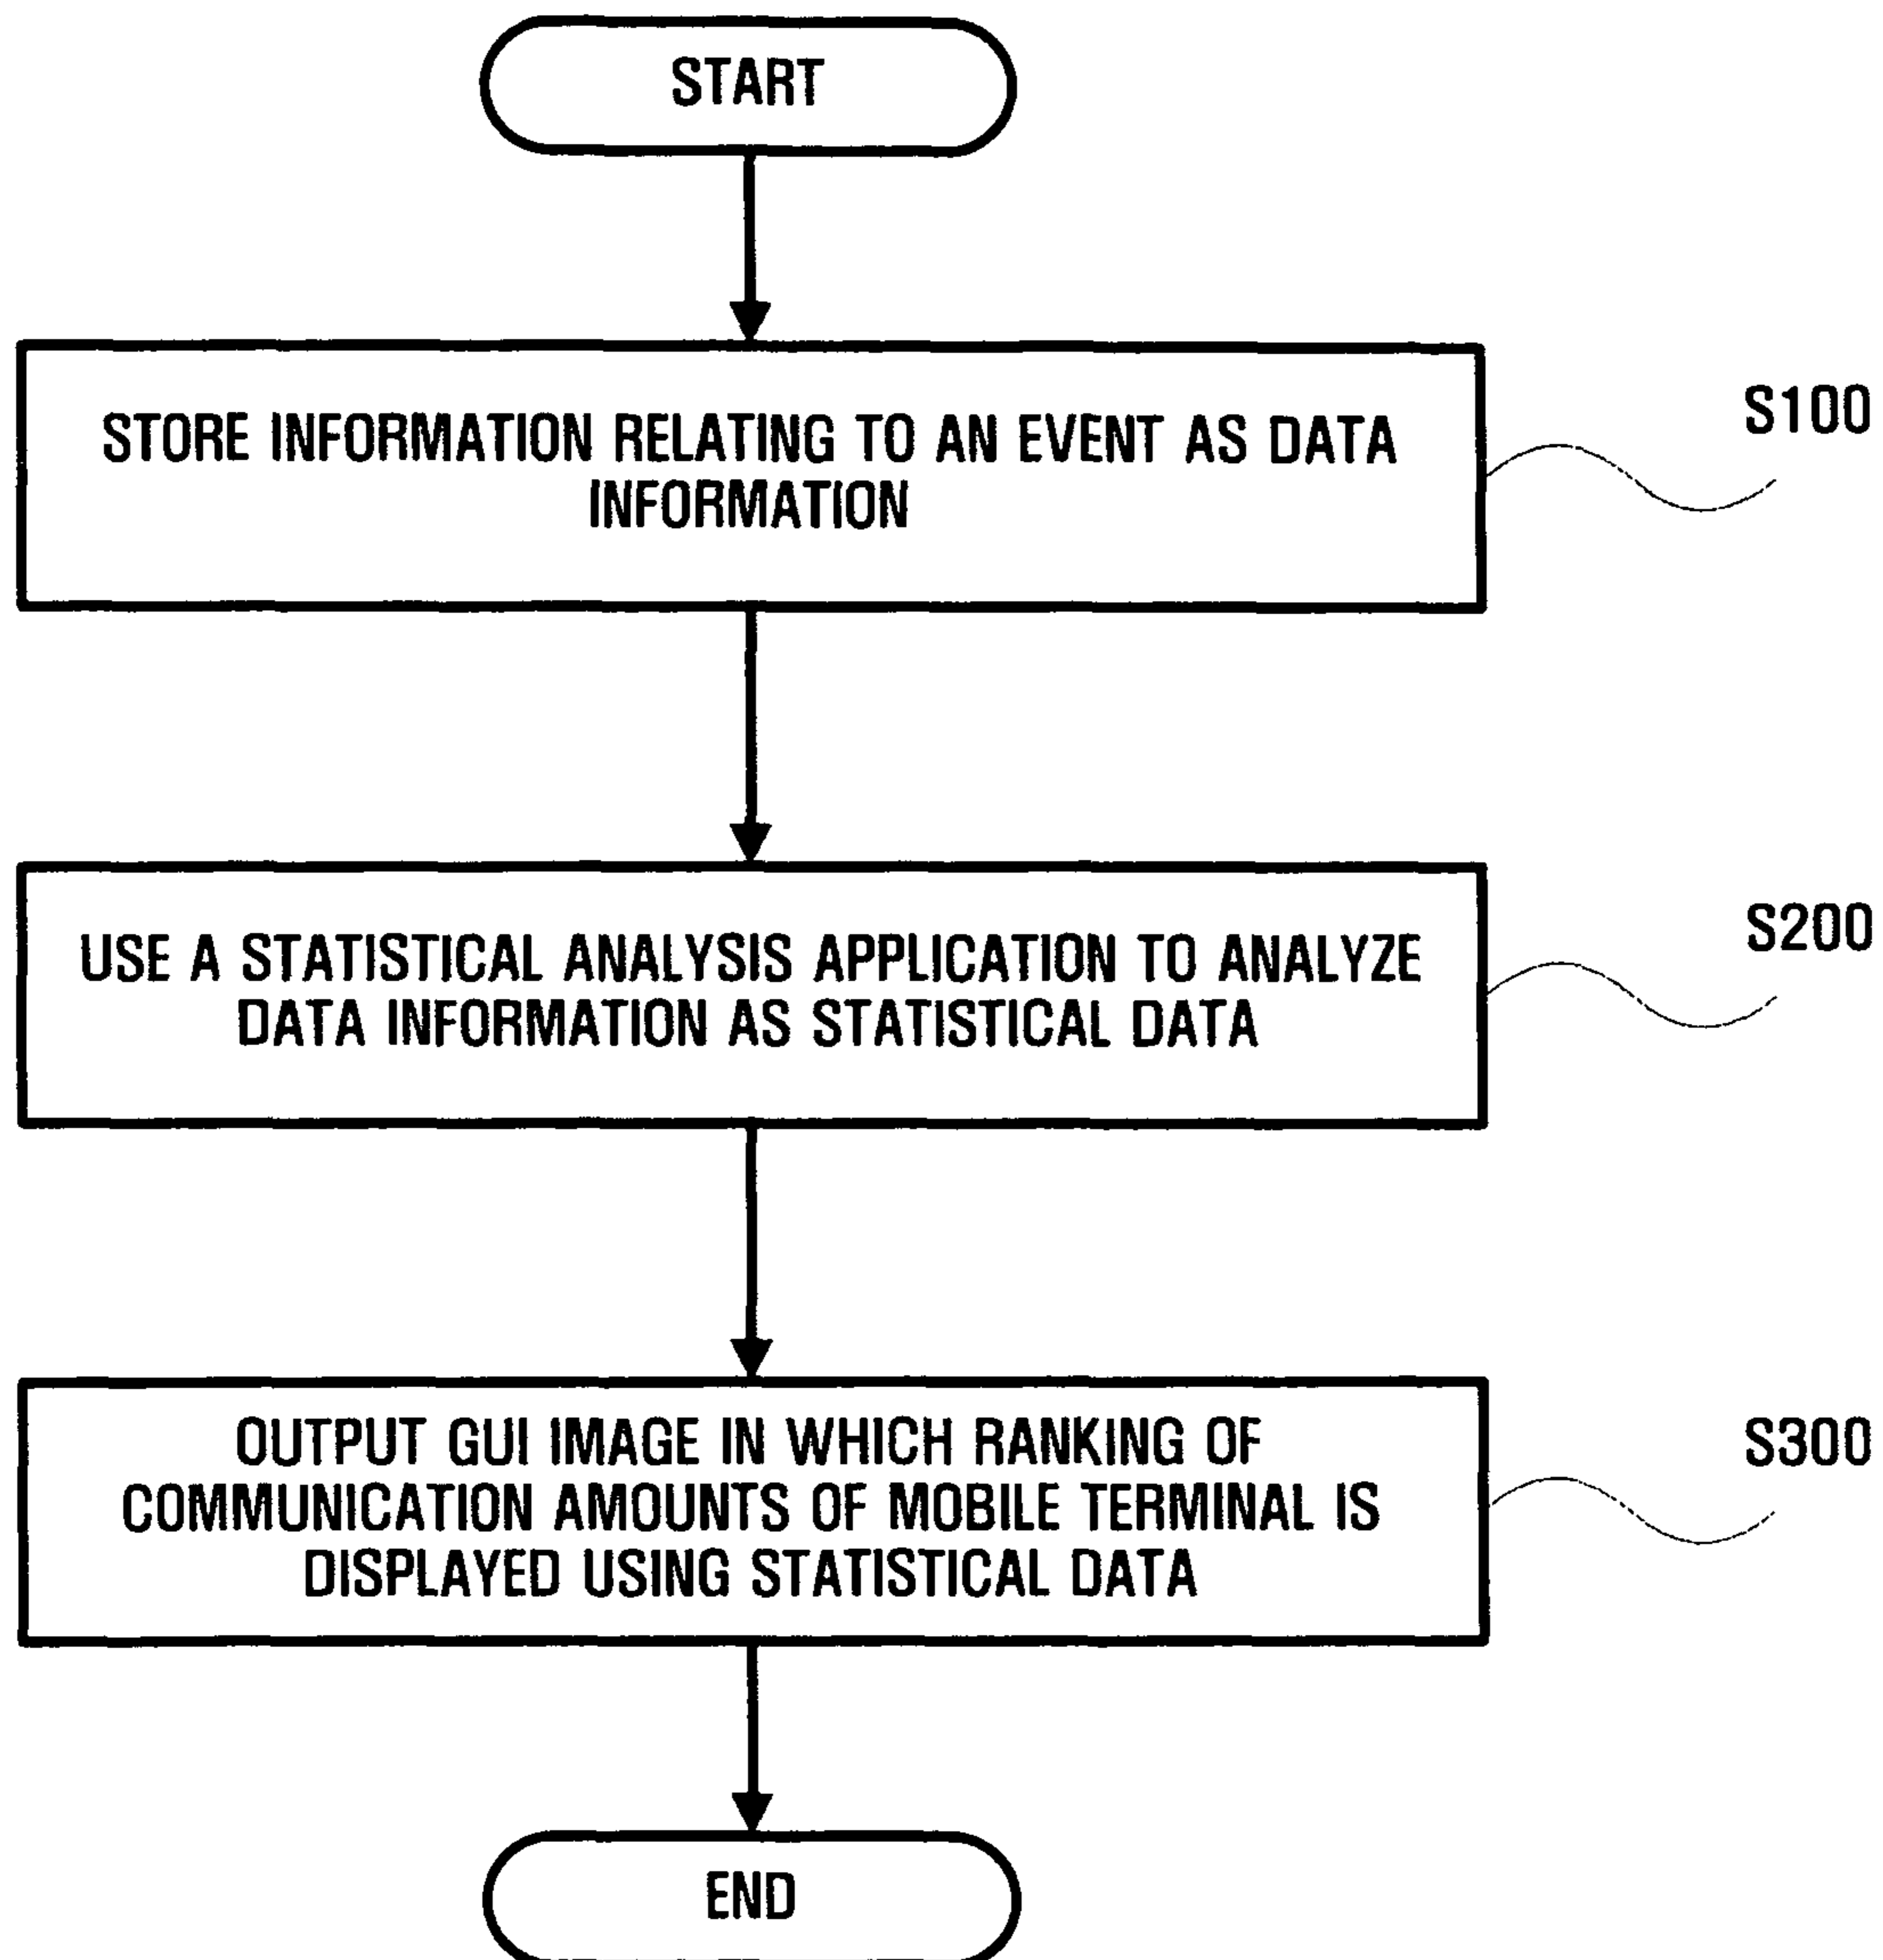 START
STORE INFORMATION RELATING TO AN EVENT AS DATA
INFORMATION
S100
USE A STATISTICAL ANALYSIS APPLICATION TO ANALYZE
DATA INFORMATION AS STATISTICAL DATA
S200
OUTPUT GUI IMAGE IN WHICH RANKING OF
COMMUNICATION AMOUNTS OF MOBILE TERMINAL IS
DISPLAYED USING STATISTICAL DATA
S300
END